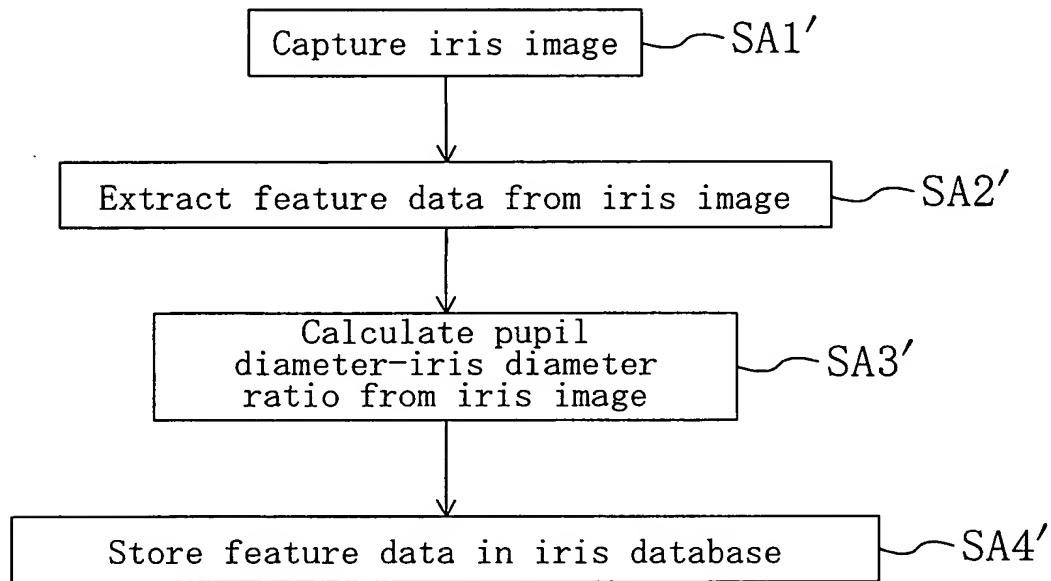 Capture iris image
SA1′
Extract feature data from iris image
SA2′
Calculate pupil
diameter-iris diameter
ratio from iris image
SA3′
Store feature data in iris database
SA4′